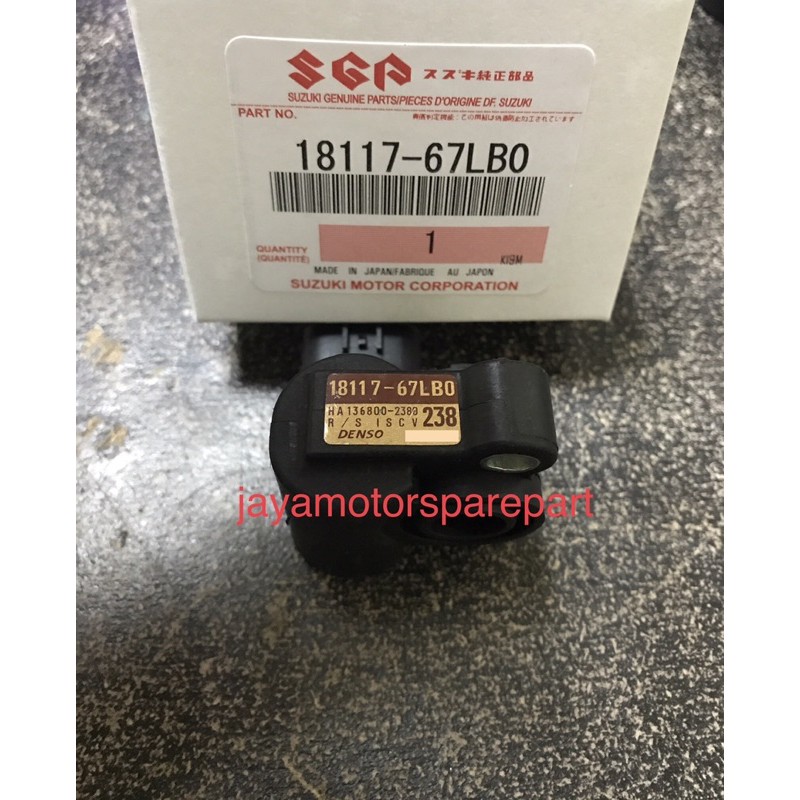 SGP スズキ純正部品
SUZUKI GENUINE PARTS/PIECES D'ORIGINE DE SUZUKI
PART NO.
18117-67LB0
QUANTITY 1
(QUANTITÉ) KIBM
MADE IN JAPAN/FABRIQUE AU JAPON
SUZUKI MOTOR CORPORATION
18117-67LB0
HA136800-2380
R/S ISCV 238
DENSO
jayamotorsparepart